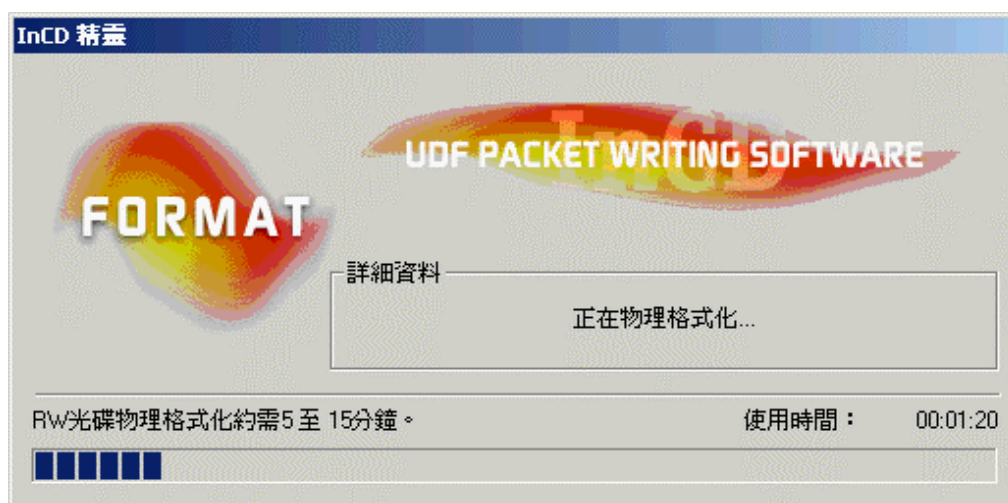 InCD 精靈
InCD
UDF PACKET WRITING SOFTWARE
FORMAT
詳細資料
正在物理格式化...
RW光碟物理格式化約需5 至 15分鐘。
使用時間： 00:01:20